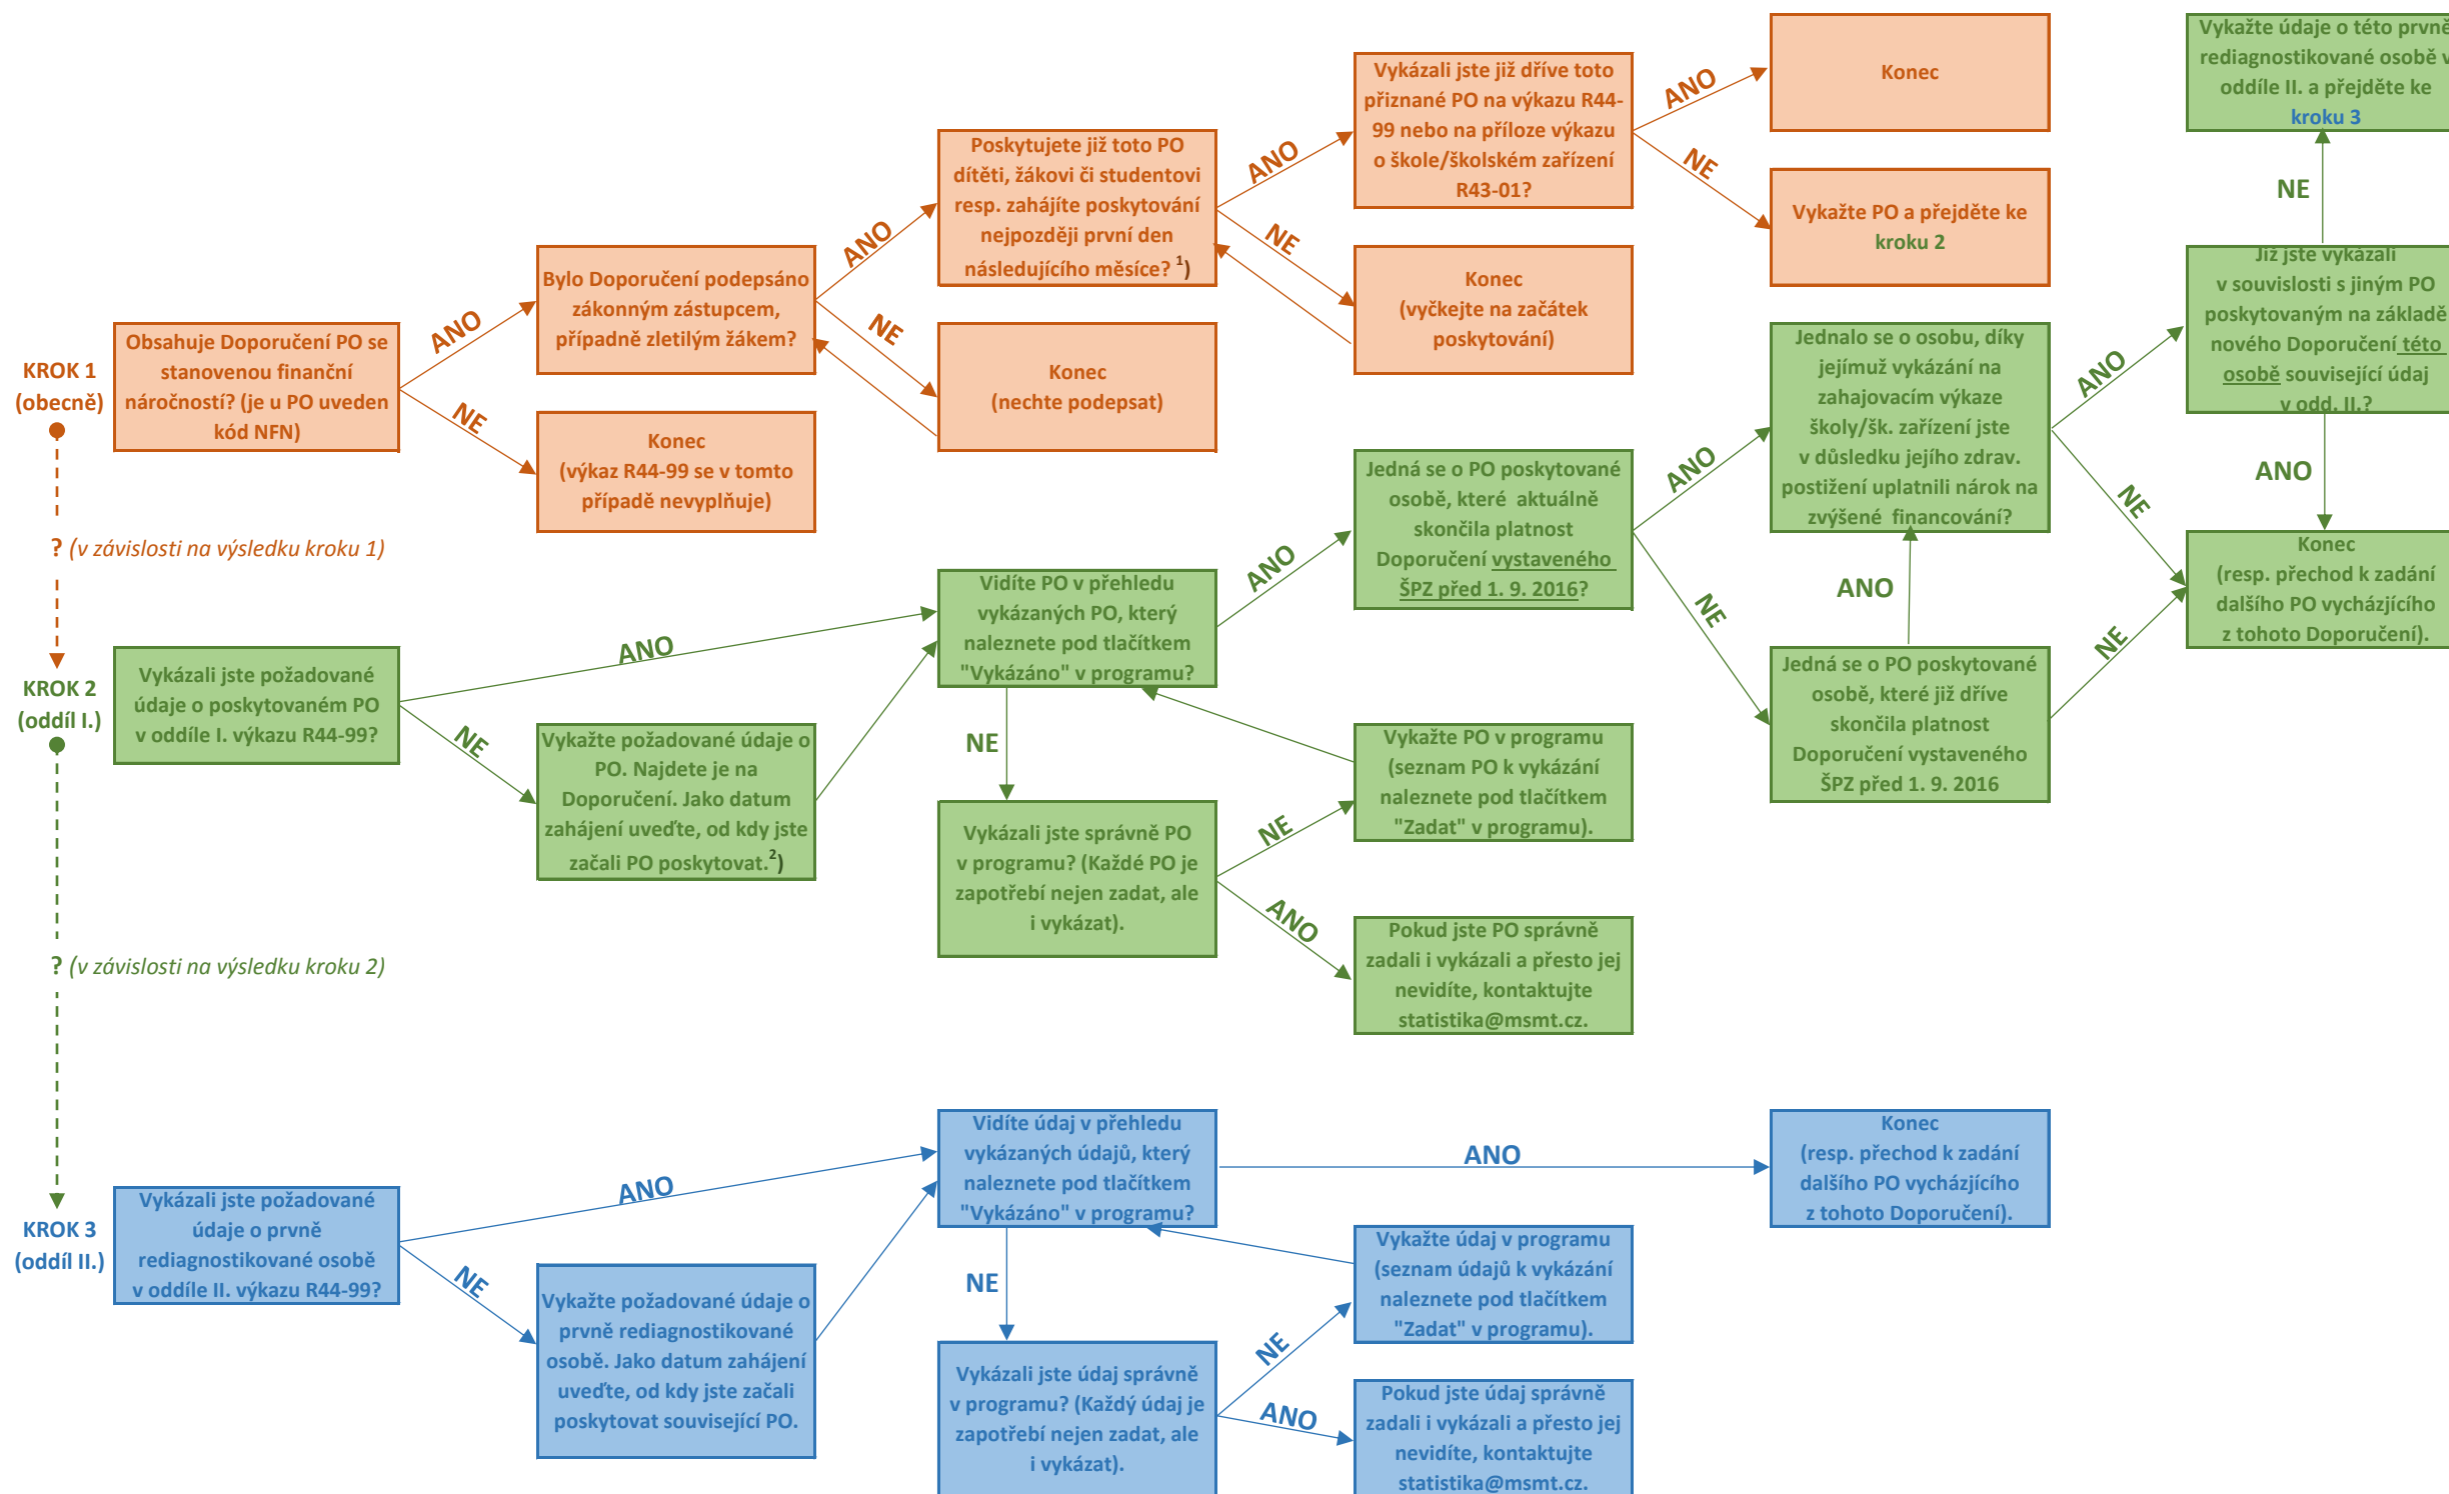 KROK 1
(obecně)
Obsahuje Doporučení PO se
stanovenou finanční
náročností? (je u PO uveden
kód NFN)
ANO
NE
Bylo Doporučení podepsáno
zákonným zástupcem,
případně zletilým žákem?
Konec
(výkaz R44-99 se v tomto
případě nevyplňuje)
ANO
NE
Poskytujete již toto PO
dítěti, žákovi či studentovi
resp. zahájíte poskytování
nejpozději první den
následujícího měsíce? 1)
Konec
(nechte podepsat)
ANO
NE
Vykázali jste již dříve toto
přiznané PO na výkazu R44-
99 nebo na příloze výkazu
o škole/školském zařízení
R43-01?
Konec
(vyčkejte na začátek
poskytování)
ANO
NE
Konec
Vykažte PO a přejděte ke
kroku 2
? (v závislosti na výsledku kroku 1)
KROK 2
(oddíl I.)
Vykázali jste požadované
údaje o poskytovaném PO
v oddíle I. výkazu R44-99?
ANO
NE
Vykažte požadované údaje o
PO. Najdete je na
Doporučení. Jako datum
zahájení uveďte, od kdy jste
začali PO poskytovat.2)
Vidíte PO v přehledu
vykázaných PO, který
naleznete pod tlačítkem
"Vykázáno" v programu?
ANO
NE
Vykázali jste správně PO
v programu? (Každé PO je
zapotřebí nejen zadat, ale
i vykázat).
NE
ANO
Vykažte PO v programu
(seznam PO k vykázání
naleznete pod tlačítkem
"Zadat" v programu).
Pokud jste PO správně
zadali i vykázali a přesto jej
nevidíte, kontaktujte
statistika@msmt.cz.
Jedná se o PO poskytované
osobě, které aktuálně
skončila platnost
Doporučení vystaveného
ŠPZ před 1. 9. 2016?
ANO
NE
Jednalo se o osobu, díky
jejímuž vykázání na
zahajovacím výkaze
školy/šk. zařízení jste
v důsledku jejího zdrav.
postižení uplatnili nárok na
zvýšené financování?
ANO
Jedná se o PO poskytované
osobě, které již dříve
skončila platnost
Doporučení vystaveného
ŠPZ před 1. 9. 2016
ANO
NE
NE
Vykažte údaje o této prvně
rediagnostikované osobě v
oddíle II. a přejděte ke
kroku 3
NE
Již jste vykázali
v souvislosti s jiným PO
poskytovaným na základě
nového Doporučení této
osobě související údaj
v odd. II.?
ANO
Konec
(resp. přechod k zadání
dalšího PO vycházjícího
z tohoto Doporučení).
? (v závislosti na výsledku kroku 2)
KROK 3
(oddíl II.)
Vykázali jste požadované
údaje o prvně
rediagnostikované osobě
v oddíle II. výkazu R44-99?
ANO
NE
Vykažte požadované údaje o
prvně rediagnostikované
osobě. Jako datum zahájení
uveďte, od kdy jste začali
poskytovat související PO.
Vidíte údaj v přehledu
vykázaných údajů, který
naleznete pod tlačítkem
"Vykázáno" v programu?
ANO
NE
Vykázali jste údaj správně
v programu? (Každý údaj je
zapotřebí nejen zadat, ale
i vykázat).
NE
ANO
Vykažte údaj v programu
(seznam údajů k vykázání
naleznete pod tlačítkem
"Zadat" v programu).
Pokud jste údaj správně
zadali i vykázali a přesto jej
nevidíte, kontaktujte
statistika@msmt.cz.
Konec
(resp. přechod k zadání
dalšího PO vycházjícího
z tohoto Doporučení).